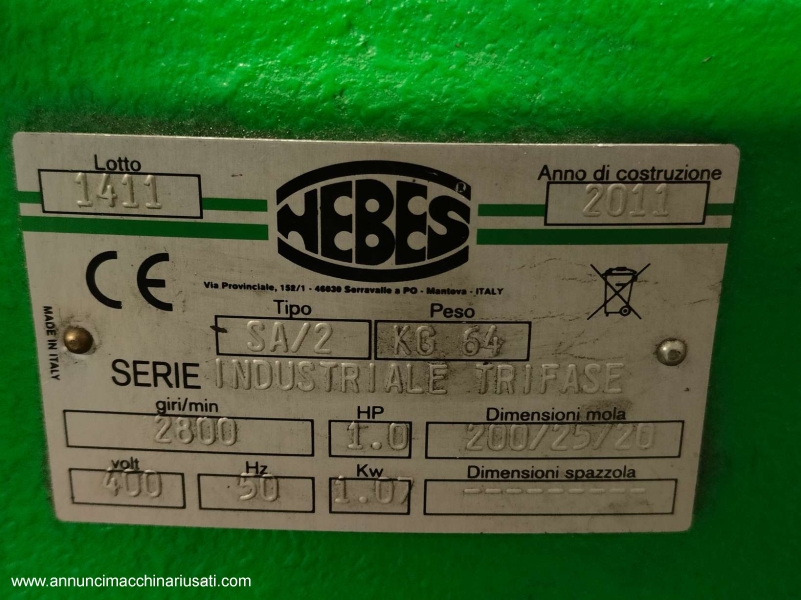 Lotto
1411
HEBES®
Anno di costruzione
2011
CE
Via Provinciale, 152/1 - 46030 Serravalle a PO - Mantova - ITALY
MADE IN ITALY
Tipo
SA/2
Peso
KG 64
SERIE INDUSTRIALE TRIFASE
giri/min
2800
HP
1.0
Dimensioni mola
200/25/20
volt
400
Hz
50
Kw
1.07
Dimensioni spazzola
----------
www.annuncimacchinariusati.com